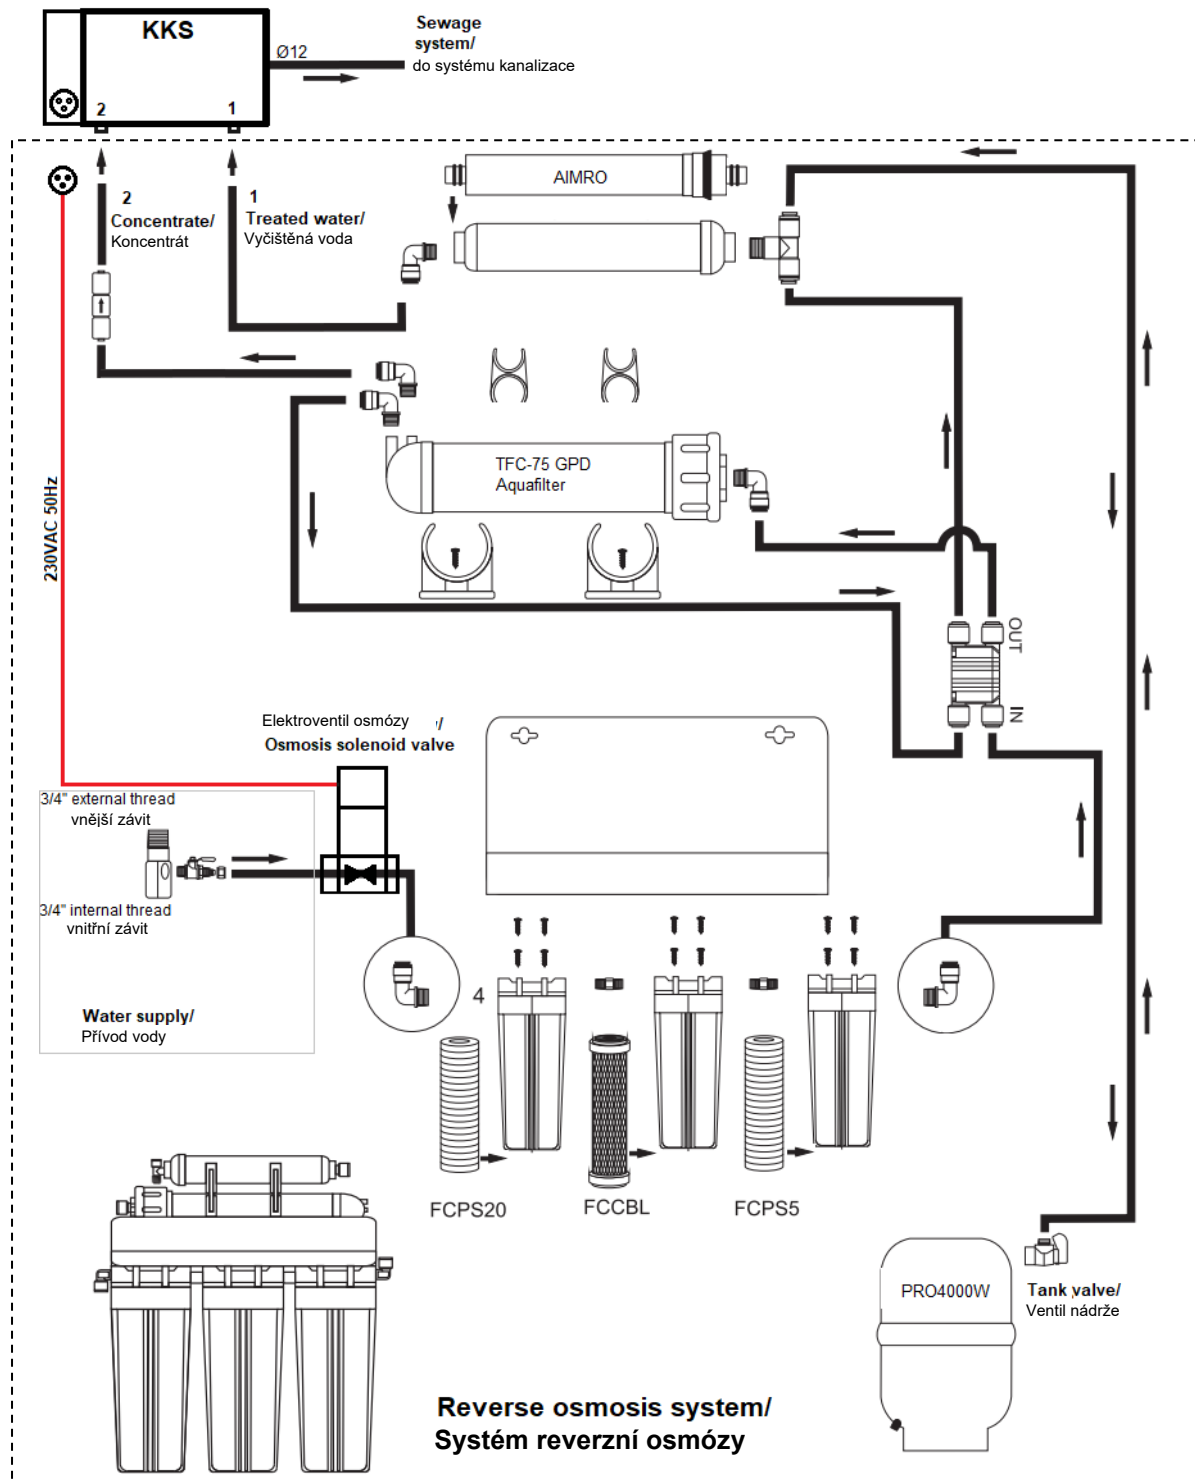 KKS
2
1
Ø12
Sewage
system/
do systému kanalizace
2
Concentrate/
Koncentrát
1
Treated water/
Vyčištěná voda
AIMRO
TFC-75 GPD
Aquafilter
230VAC 50Hz
OUT
IN
Elektroventil osmózy
Osmosis solenoid valve
3/4" external thread
vnější závit
3/4" internal thread
vnitřní závit
Water supply/
Přívod vody
4
FCPS20
FCCBL
FCPS5
PRO4000W
Tank valve/
Ventil nádrže
Reverse osmosis system/
Systém reverzní osmózy